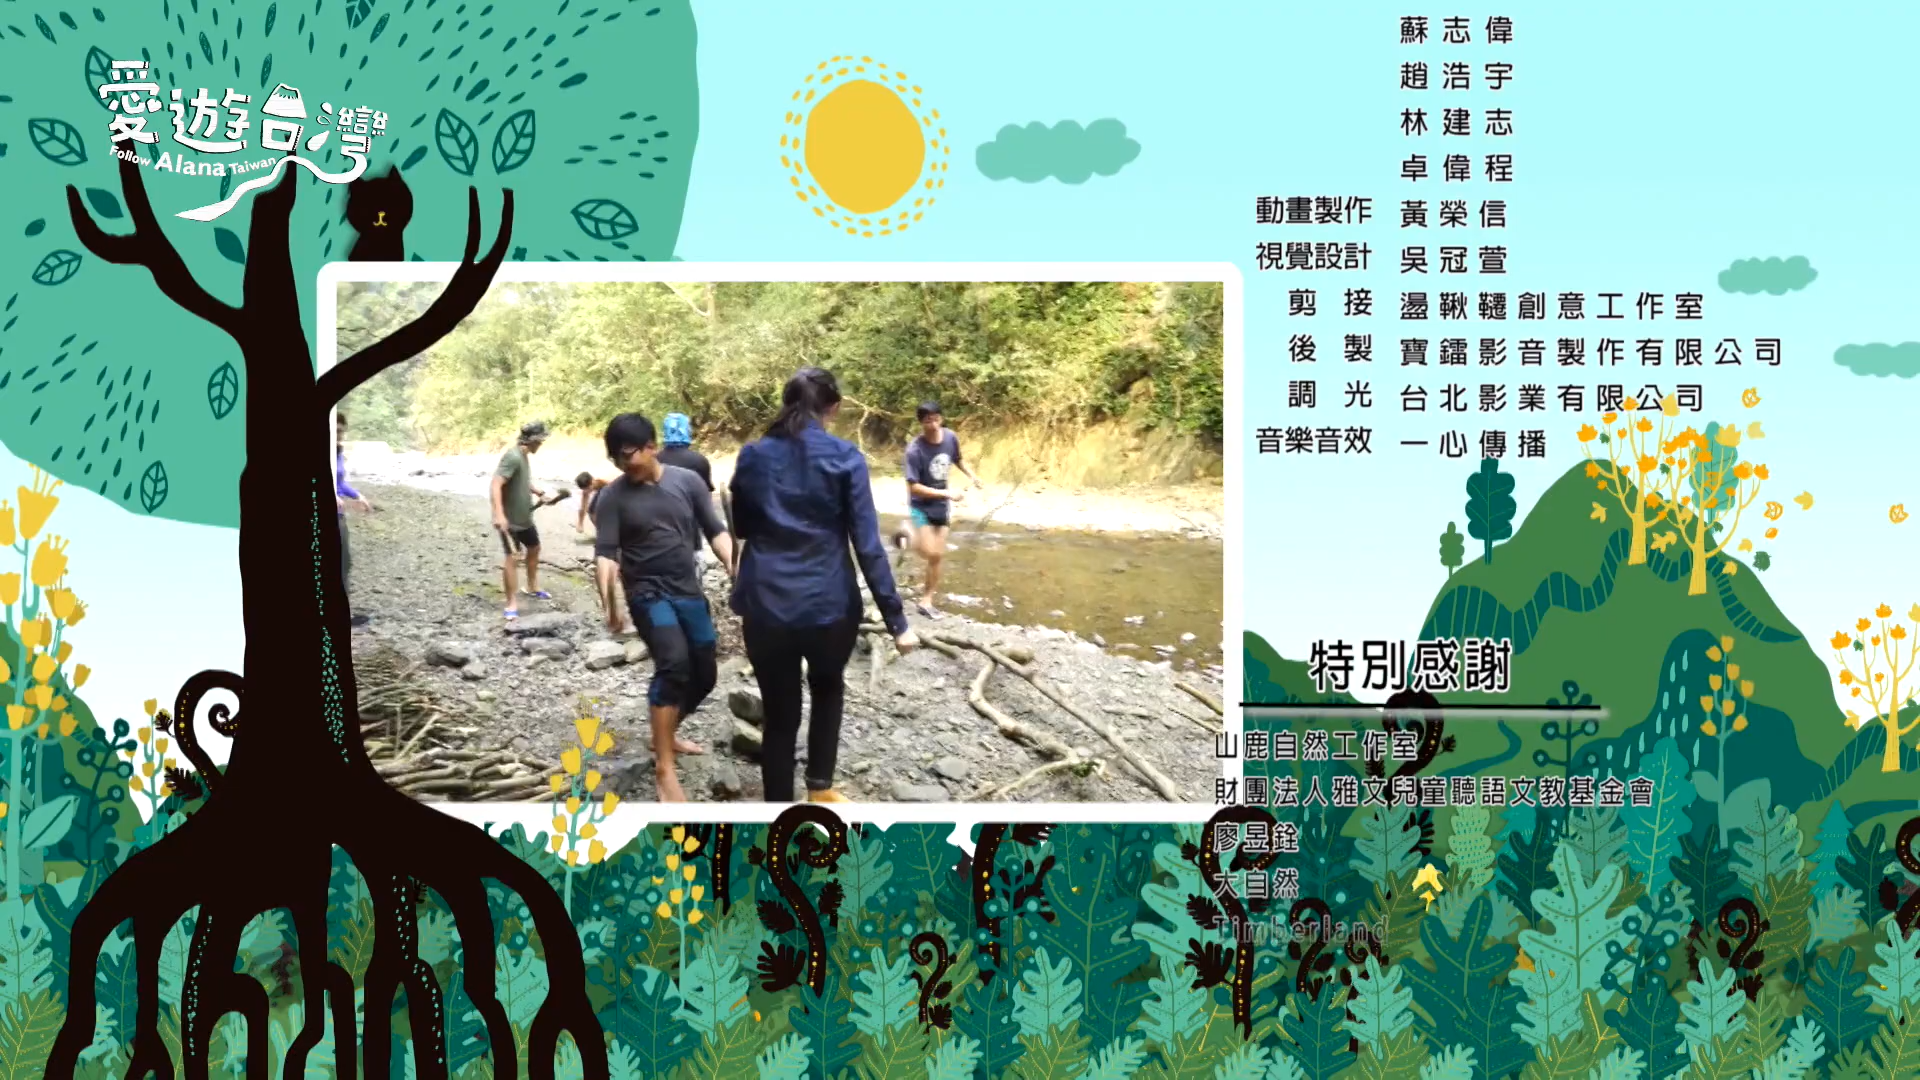 愛遊台灣
Follow Alana Taiwan
蘇志偉
趙浩宇
林建志
卓偉程
動畫製作 黃榮信
視覺設計 吳冠萱
剪接 盪鞦韆創意工作室
後製 寶鐳影音製作有限公司
調光 台北影業有限公司
音樂音效 一心傳播
特別感謝
山鹿自然工作室
財團法人雅文兒童聽語文教基金會
廖昱銓
大自然
Timberland